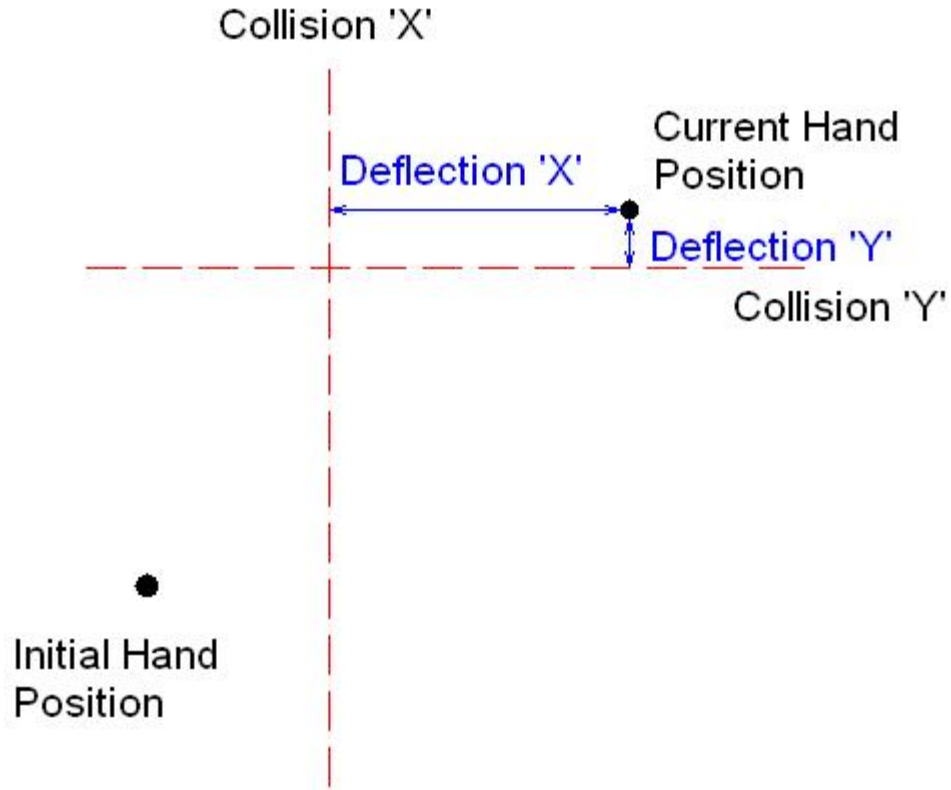 Collision 'X'
Current Hand
Position
Deflection 'X'
Deflection 'Y'
Collision 'Y'
Initial Hand
Position